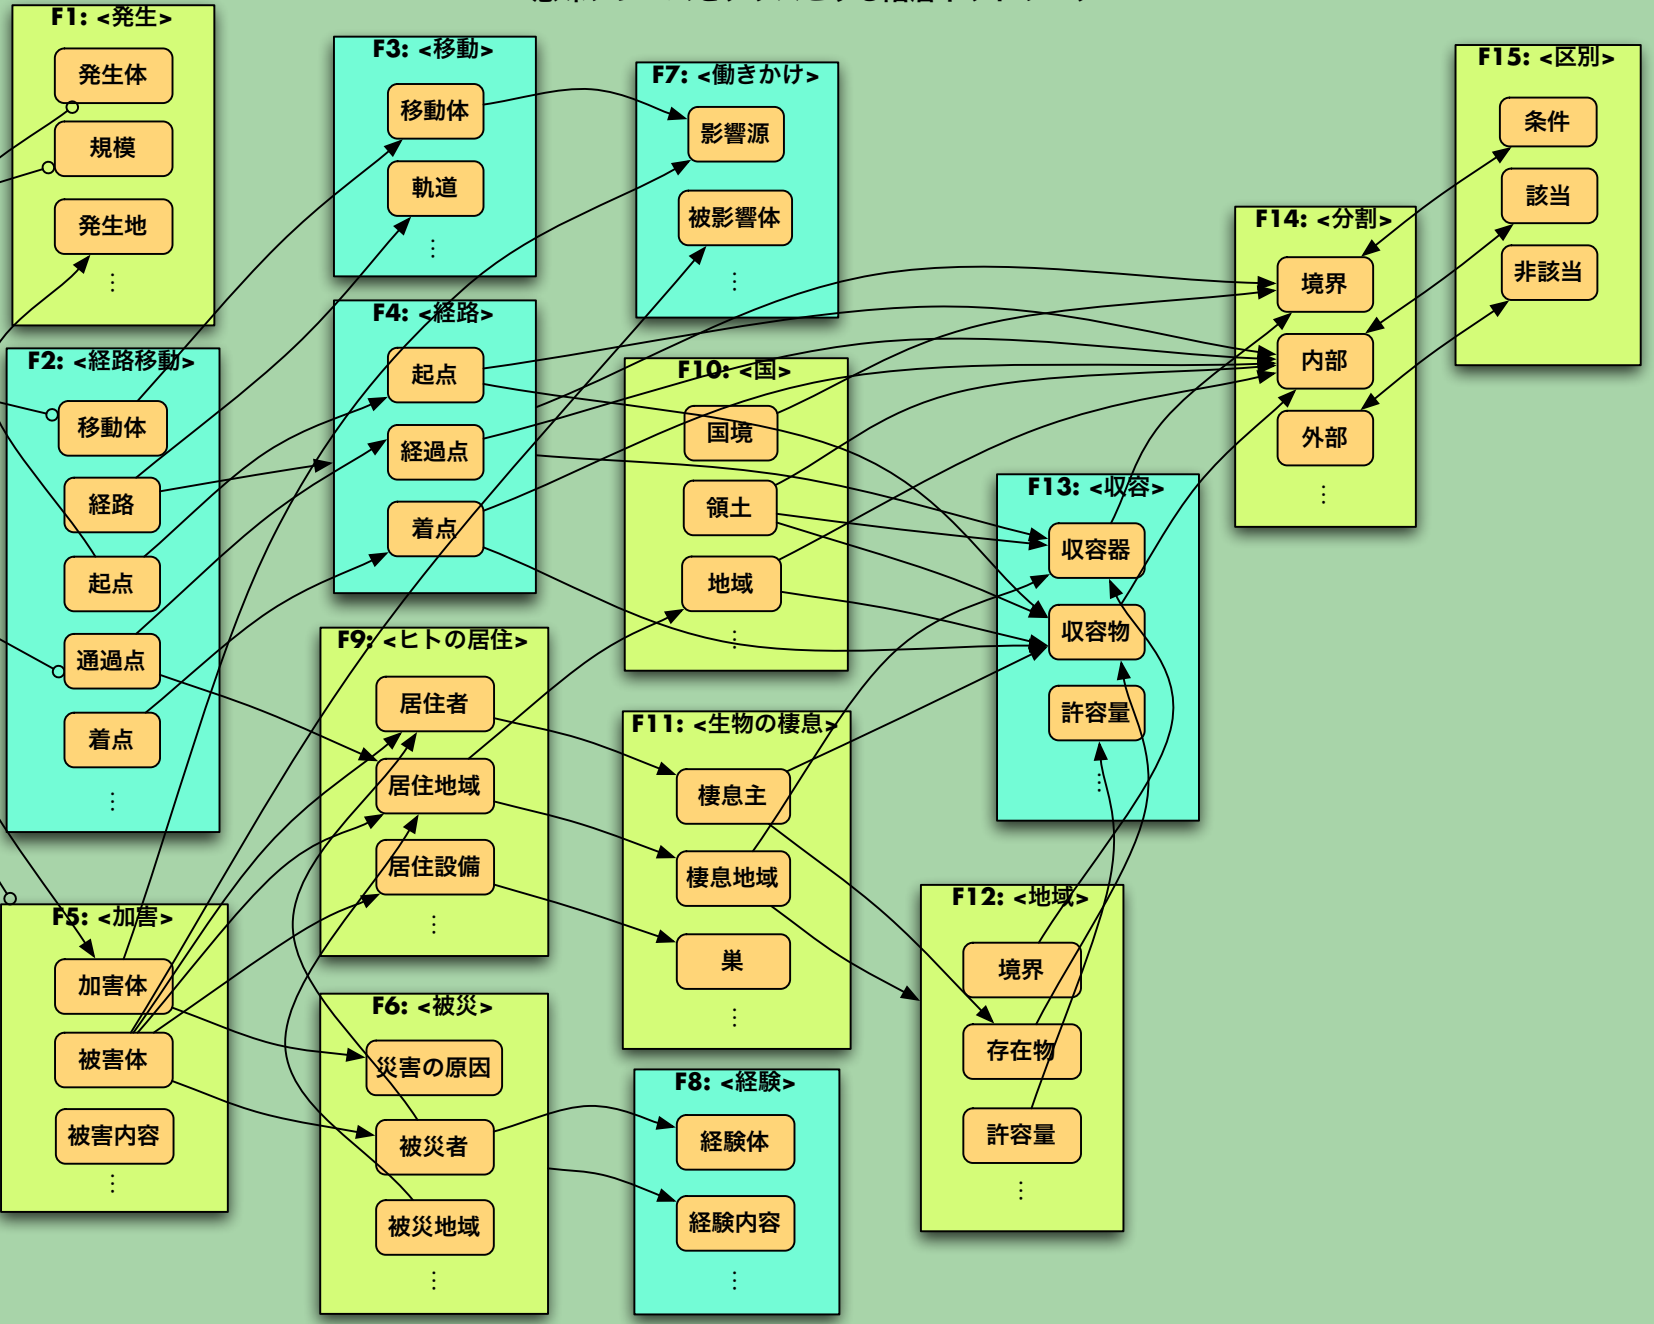 F1: <発生>
発生体
規模
発生地
⋮
F2: <経路移動>
移動体
経路
起点
通過点
着点
⋮
F5: <加害>
加害体
被害体
被害内容
⋮
F3: <移動>
移動体
軌道
⋮
F4: <経路>
起点
経過点
着点
F9: <ヒトの居住>
居住者
居住地域
居住設備
⋮
F6: <被災>
災害の原因
被災者
被災地域
⋮
F7: <働きかけ>
影響源
被影響体
⋮
F10: <国>
国境
領土
地域
⋮
F11: <生物の棲息>
棲息主
棲息地域
巣
⋮
F8: <経験>
経験体
経験内容
⋮
F13: <収容>
収容器
収容物
許容量
⋮
F12: <地域>
境界
存在物
許容量
⋮
F14: <分割>
境界
内部
外部
⋮
F15: <区別>
条件
該当
非該当